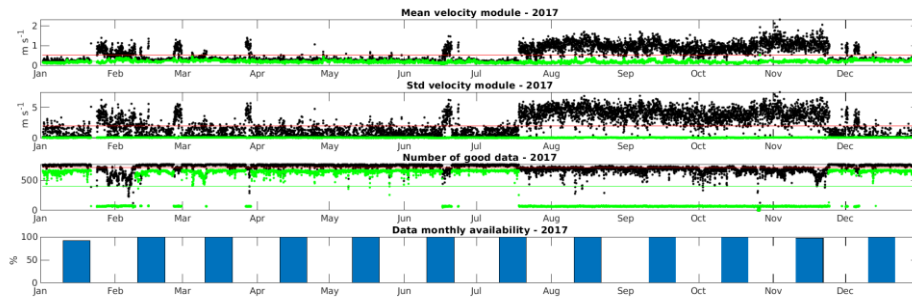 Mean velocity module - 2017
m s-1
2
1
0
Jan Feb Mar Apr May Jun Jul Aug Sep Oct Nov Dec
Std velocity module - 2017
m s-1
5
0
Jan Feb Mar Apr May Jun Jul Aug Sep Oct Nov Dec
Number of good data - 2017
500
0
Jan Feb Mar Apr May Jun Jul Aug Sep Oct Nov Dec
Data monthly availability - 2017
%
100
50
0
Jan Feb Mar Apr May Jun Jul Aug Sep Oct Nov Dec